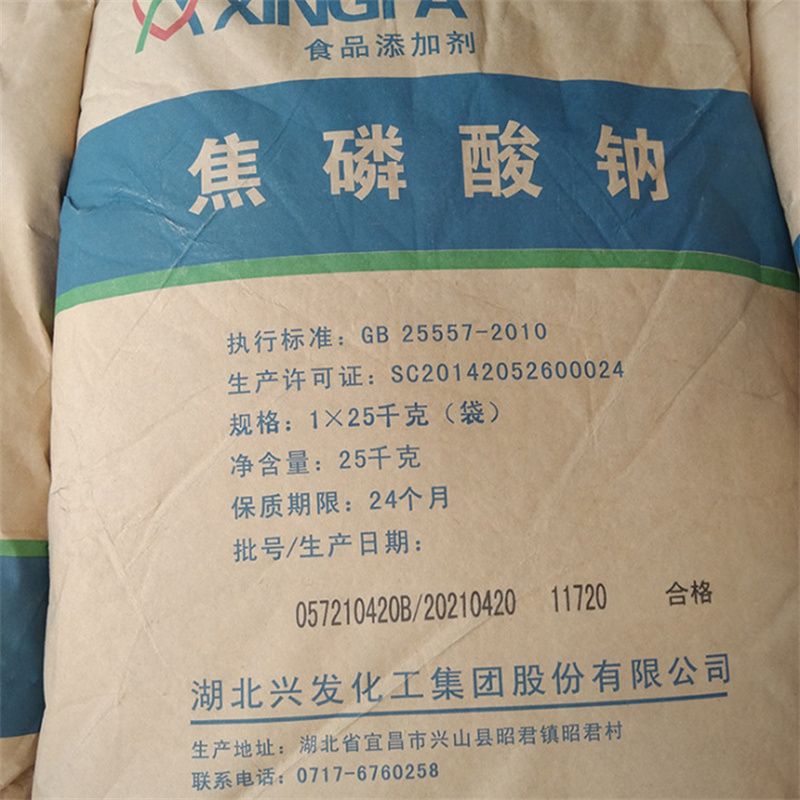 XINGFA
食品添加剂
焦磷酸钠
执行标准：GB 25557-2010
生产许可证：SC20142052600024
规格：1×25千克（袋）
净含量：25千克
保质期限：24个月
批号/生产日期：
057210420B/20210420 11720 合格
湖北兴发化工集团股份有限公司
生产地址：湖北省宜昌市兴山县昭君镇昭君村
联系电话：0717-6760258